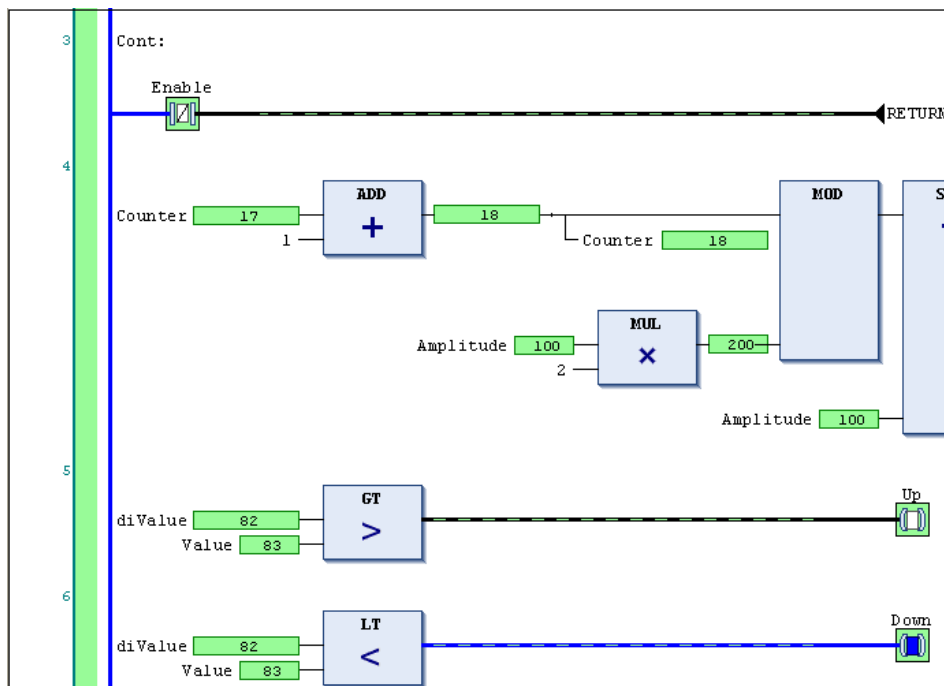 3 Cont:
Enable
RETURN
4
ADD
+
Counter 17
1
18
Counter 18
MOD
MUL
×
Amplitude 100
2
200
Amplitude 100
5
GT
>
diValue 82
Value 83
Up
6
LT
<
diValue 82
Value 83
Down